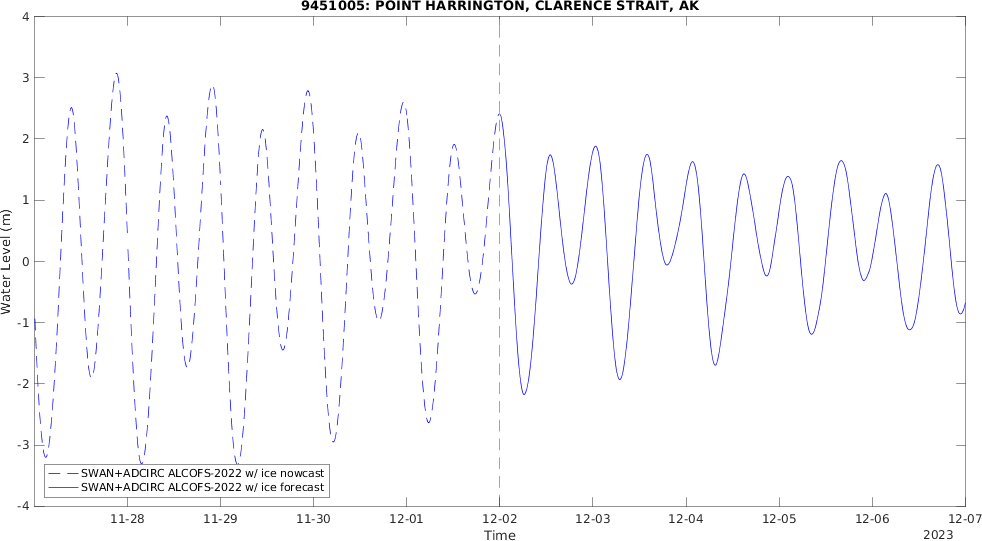 9451005: POINT HARRINGTON, CLARENCE STRAIT, AK
4
3
2
1
0
-1
-2
-3
-4
Water Level (m)
SWAN+ADCIRC ALCOFS-2022 w/ ice nowcast
SWAN+ADCIRC ALCOFS-2022 w/ ice forecast
11-28 11-29 11-30 12-01 12-02 12-03 12-04 12-05 12-06 12-07
Time
2023